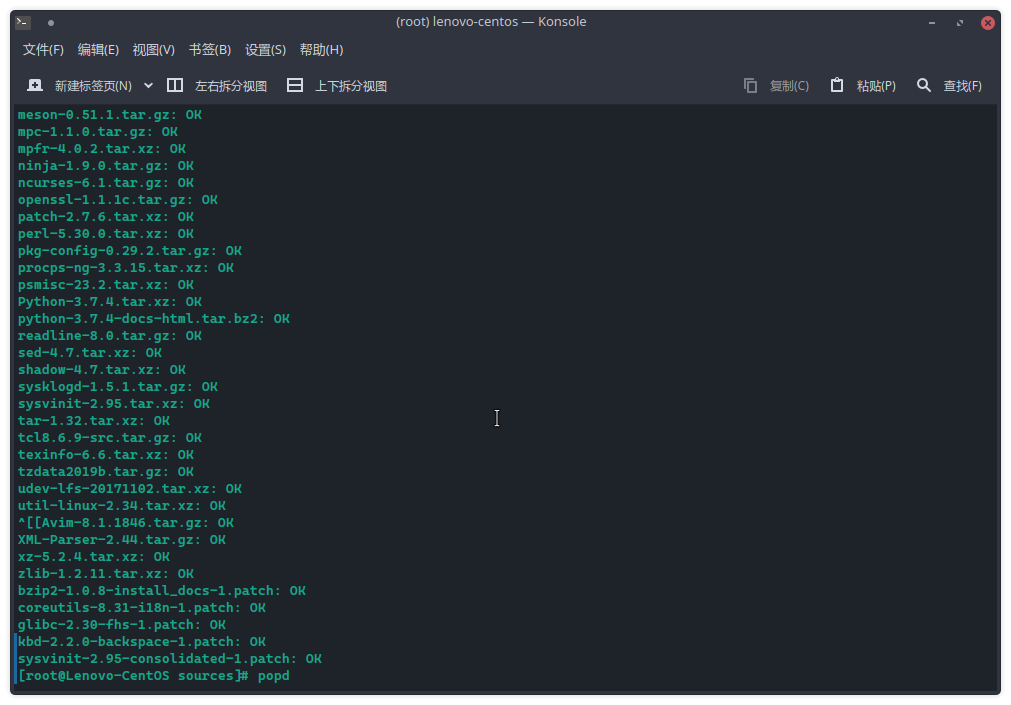 (root) lenovo-centos — Konsole
文件(F) 编辑(E) 视图(V) 书签(B) 设置(S) 帮助(H)
新建标签页(N) 左右拆分视图 上下拆分视图 复制(C) 粘贴(P) 查找(F)
meson-0.51.1.tar.gz: OK
mpc-1.1.0.tar.gz: OK
mpfr-4.0.2.tar.xz: OK
ninja-1.9.0.tar.gz: OK
ncurses-6.1.tar.gz: OK
openssl-1.1.1c.tar.gz: OK
patch-2.7.6.tar.xz: OK
perl-5.30.0.tar.xz: OK
pkg-config-0.29.2.tar.gz: OK
procps-ng-3.3.15.tar.xz: OK
psmisc-23.2.tar.xz: OK
Python-3.7.4.tar.xz: OK
python-3.7.4-docs-html.tar.bz2: OK
readline-8.0.tar.gz: OK
sed-4.7.tar.xz: OK
shadow-4.7.tar.xz: OK
sysklogd-1.5.1.tar.gz: OK
sysvinit-2.95.tar.xz: OK
tar-1.32.tar.xz: OK
tcl8.6.9-src.tar.gz: OK
texinfo-6.6.tar.xz: OK
tzdata2019b.tar.gz: OK
udev-lfs-20171102.tar.xz: OK
util-linux-2.34.tar.xz: OK
^[[Avim-8.1.1846.tar.gz: OK
XML-Parser-2.44.tar.gz: OK
xz-5.2.4.tar.xz: OK
zlib-1.2.11.tar.xz: OK
bzip2-1.0.8-install_docs-1.patch: OK
coreutils-8.31-i18n-1.patch: OK
glibc-2.30-fhs-1.patch: OK
kbd-2.2.0-backspace-1.patch: OK
sysvinit-2.95-consolidated-1.patch: OK
[root@Lenovo-CentOS sources]# popd